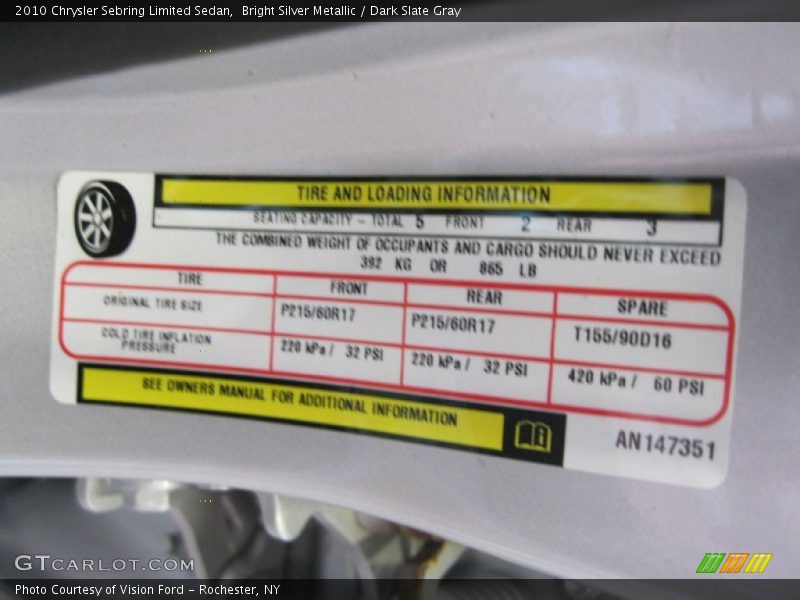 2010 Chrysler Sebring Limited Sedan,  Bright Silver Metallic / Dark Slate Gray
TIRE AND LOADING INFORMATION
SEATING CAPACITY - TOTAL 5 FRONT 2 REAR 3
THE COMBINED WEIGHT OF OCCUPANTS AND CARGO SHOULD NEVER EXCEED
392 KG OR 865 LB
TIRE FRONT REAR SPARE
ORIGINAL TIRE SIZE P215/60R17 P215/60R17 T155/90D16
COLD TIRE INFLATION PRESSURE 220 kPa / 32 PSI 220 kPa / 32 PSI 420 kPa / 60 PSI
SEE OWNERS MANUAL FOR ADDITIONAL INFORMATION
AN147351
GTCARLOT.COM
Photo Courtesy of Vision Ford - Rochester, NY